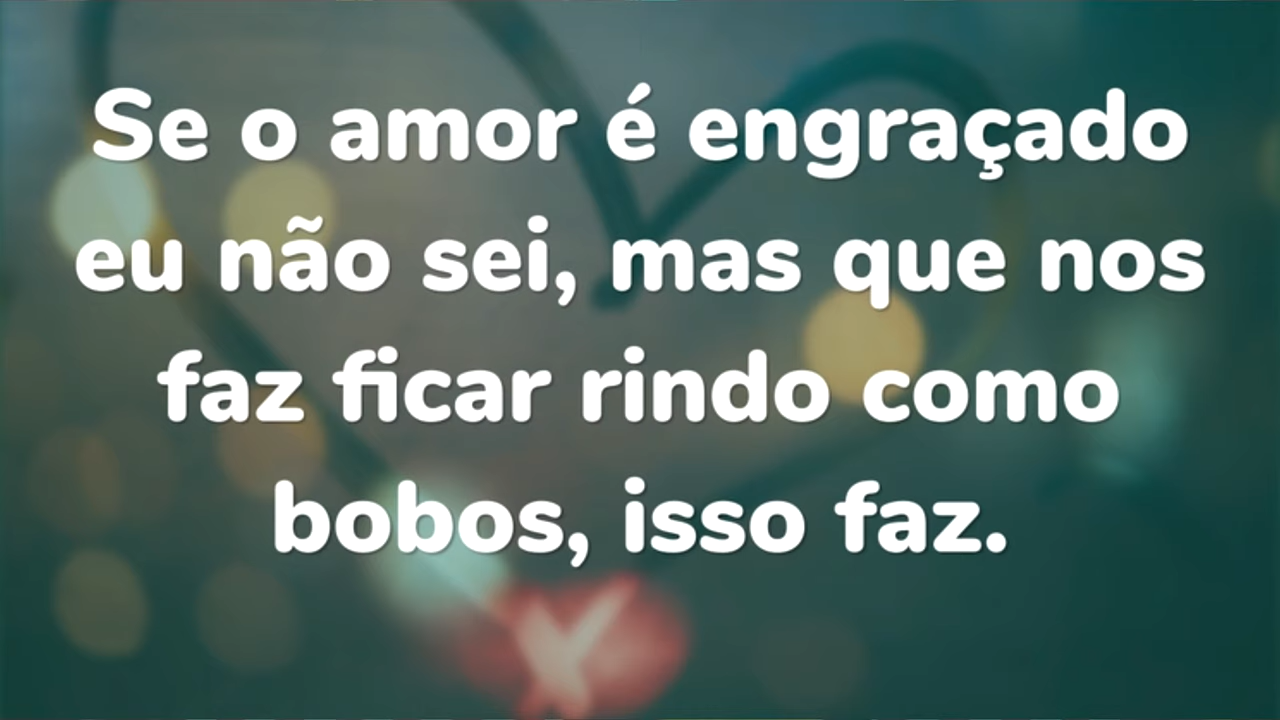 Se o amor é engraçado
eu não sei, mas que nos
faz ficar rindo como
bobos, isso faz.